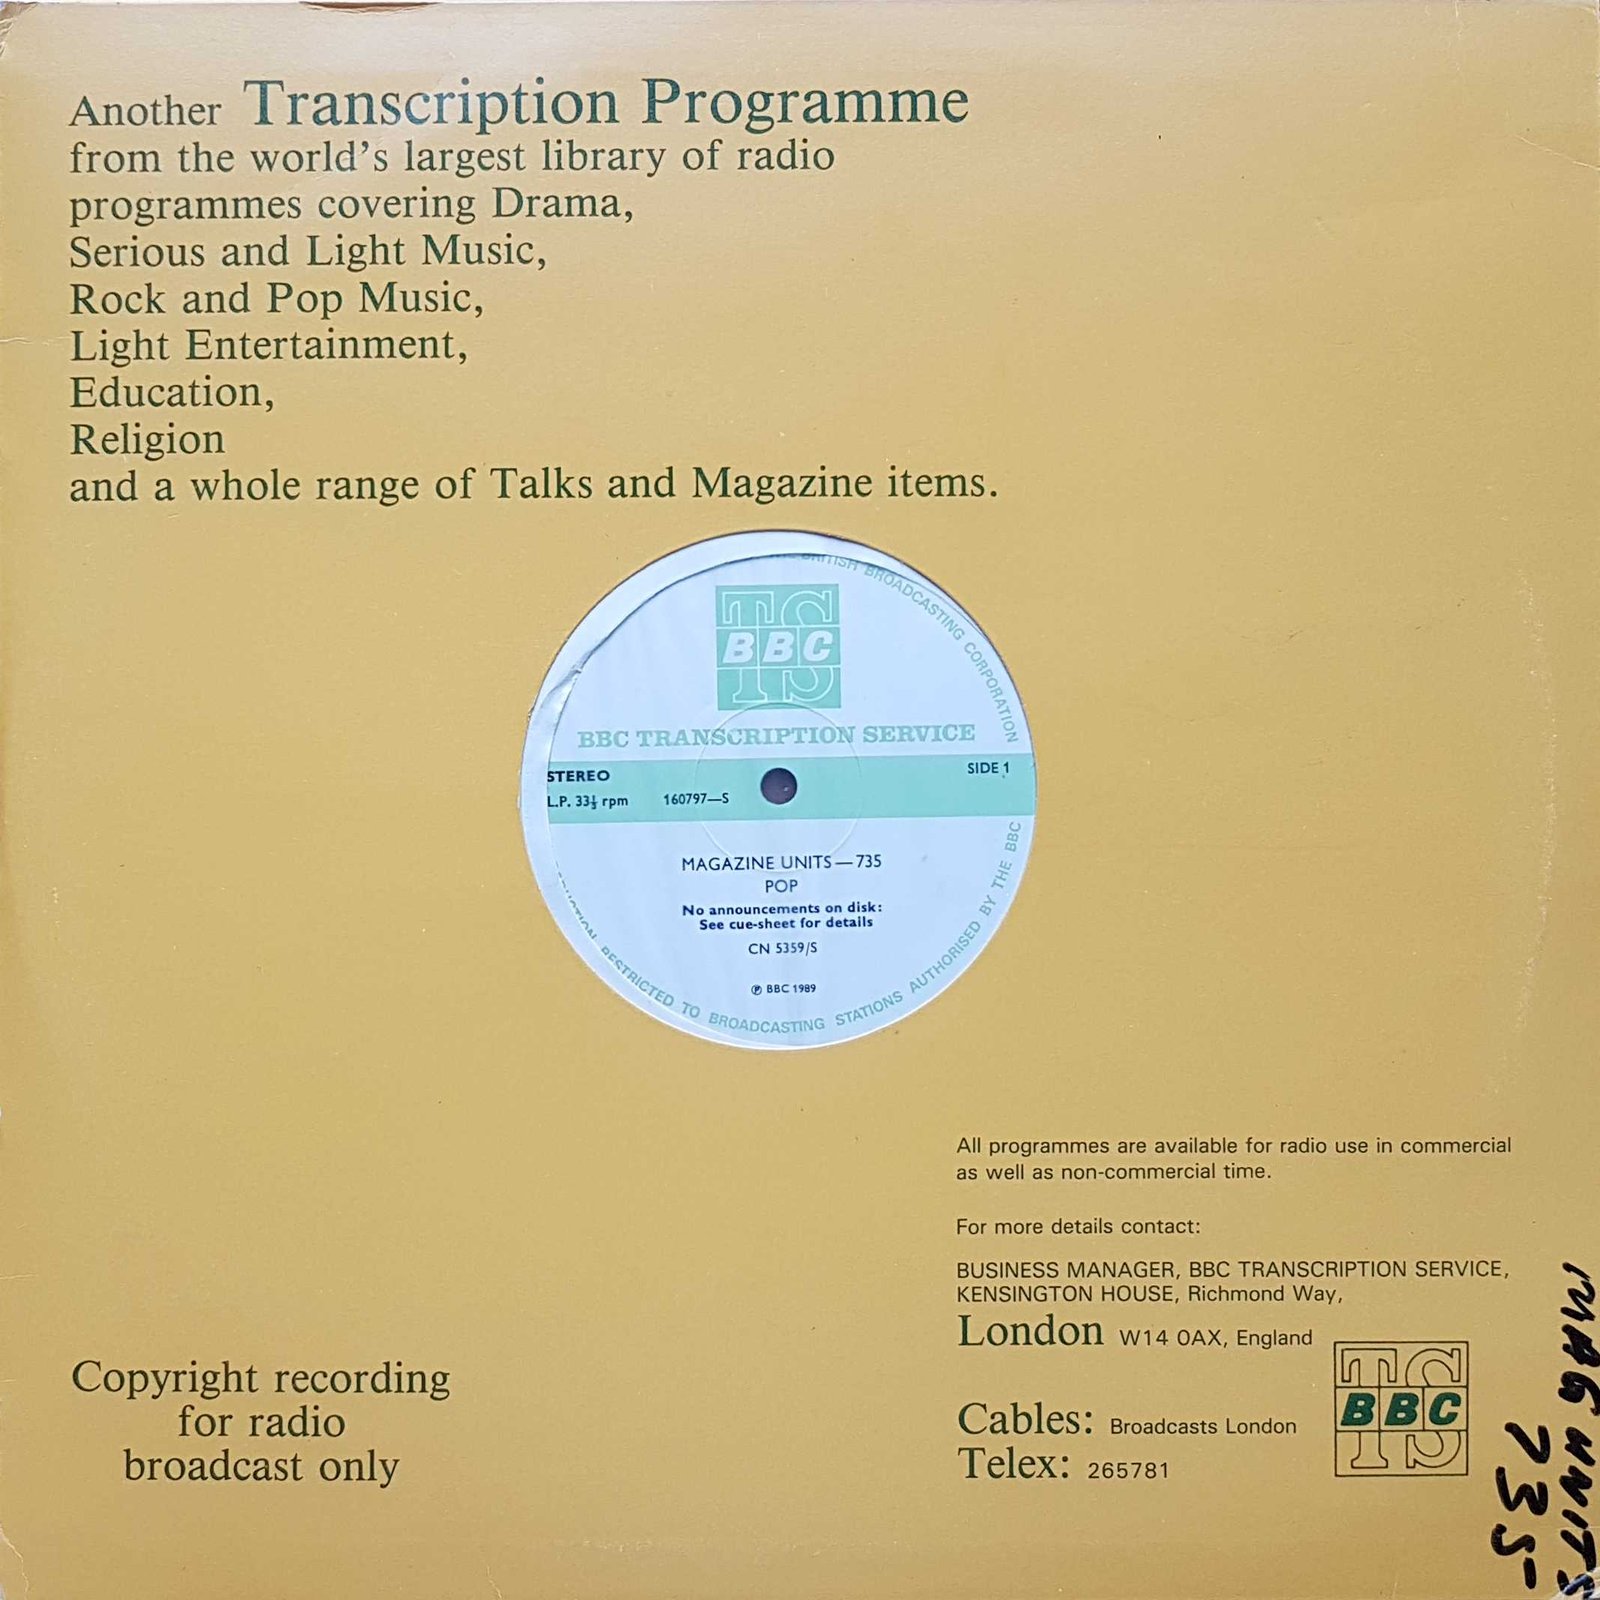 Another Transcription Programme
from the world's largest library of radio
programmes covering Drama,
Serious and Light Music,
Rock and Pop Music,
Light Entertainment,
Education,
Religion
and a whole range of Talks and Magazine items.
BRITISH BROADCASTING CORPORATION
TS
BBC
TS
BBC TRANSCRIPTION SERVICE
STEREO
SIDE 1
L.P. 33⅓ rpm 160797—S
MAGAZINE UNITS—735
POP
No announcements on disk:
See cue-sheet for details
CN 5359/S
℗ BBC 1989
RESTRICTED TO BROADCASTING STATIONS AUTHORISED BY THE BBC
All programmes are available for radio use in commercial
as well as non-commercial time.
For more details contact:
BUSINESS MANAGER, BBC TRANSCRIPTION SERVICE,
KENSINGTON HOUSE, Richmond Way,
London W14 0AX, England
Cables: Broadcasts London
Telex: 265781
TS
BBC
TS
Copyright recording
for radio
broadcast only
MAG UNITS
735